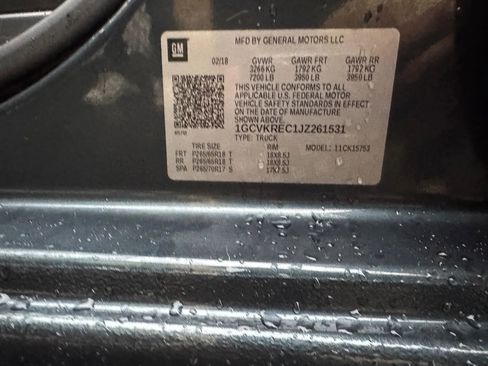 MFD BY GENERAL MOTORS LLC
GM
02/18 GVWR GAWR FRT GAWR RR
3266 KG 1792 KG 1792 KG
7200 LB 3950 LB 3950 LB
THIS VEHICLE CONFORMS TO ALL
APPLICABLE U.S. FEDERAL MOTOR
VEHICLE SAFETY STANDARDS IN EFFECT
ON THE DATE OF MANUFACTURE
SHOWN ABOVE.
1GCVKREC1JZ261531
TYPE: TRUCK
TIRE SIZE RIM MODEL: 11CK15753
FRT P265/65R18 T 18X8.5J
RR P265/65R18 T 18X8.5J
SPA P265/70R17 S 17X7.5J